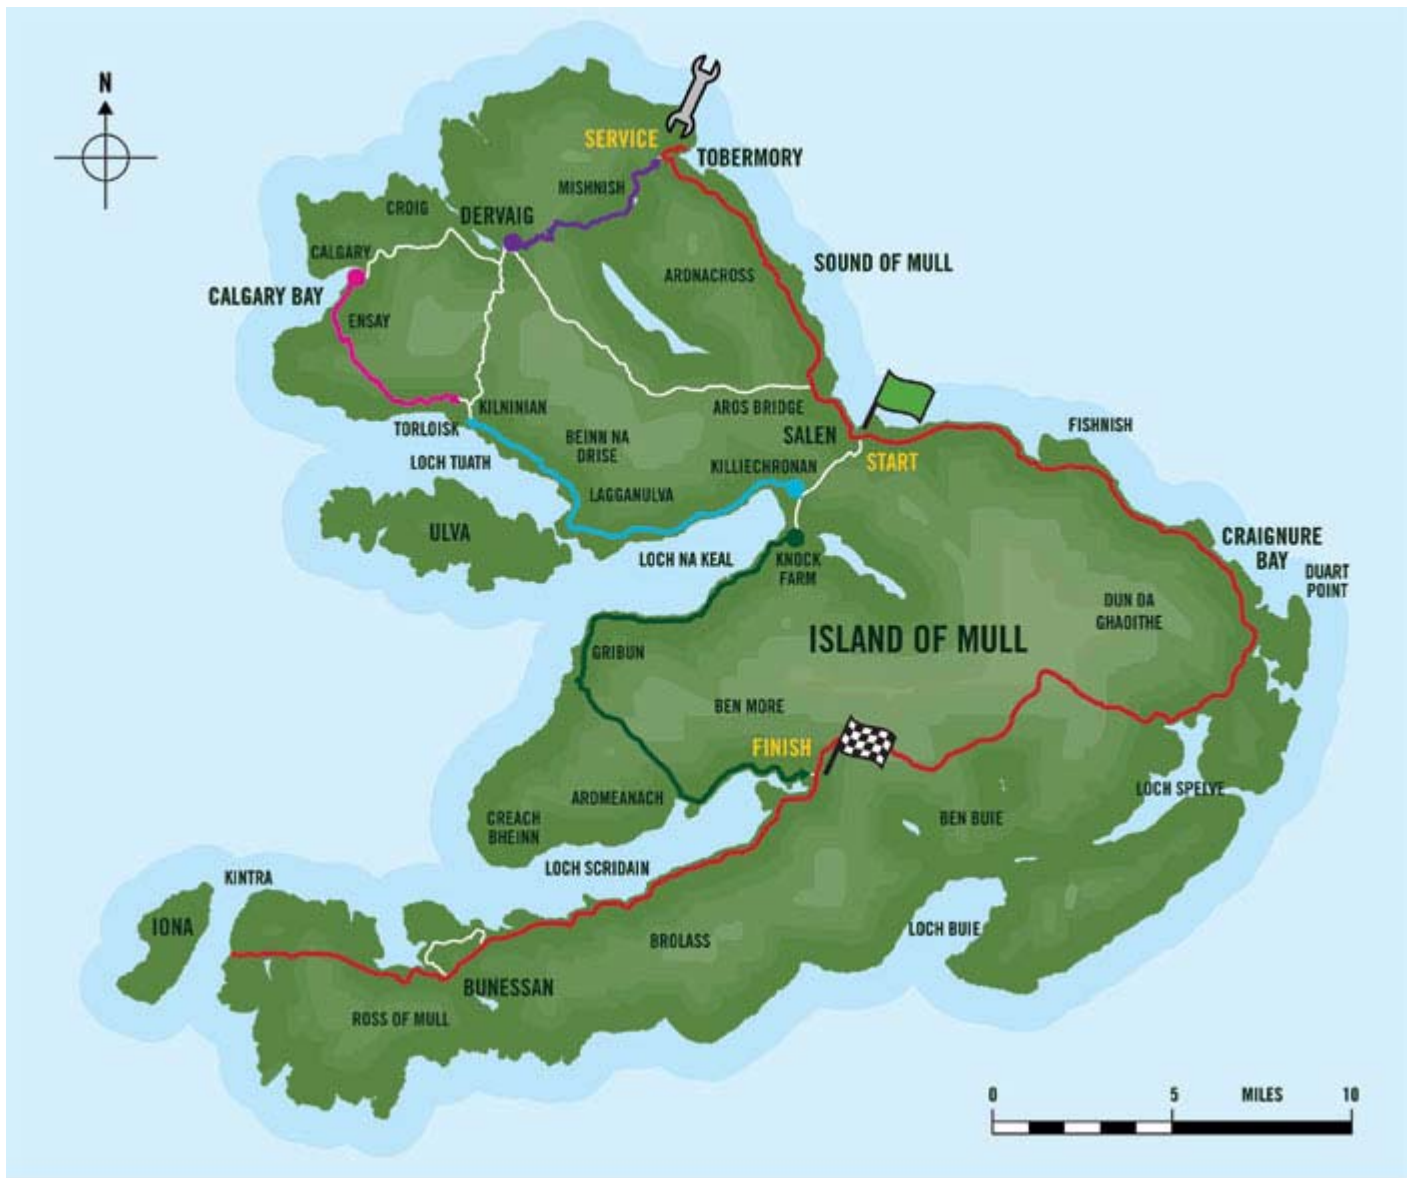 N
SERVICE
TOBERMORY
MISHNISH
CROIG
DERVAIG
CALGARY
SOUND OF MULL
ARDNACROSS
CALGARY BAY
ENSAY
KILNINIAN
AROS BRIDGE
TORLOISK
SALEN
FISHNISH
BEINN NA
DRISE
LOCH TUATH
KILLIECHRONAN
START
LAGGANULVA
ULVA
CRAIGNURE
BAY
LOCH NA KEAL
KNOCK
FARM
DUART
POINT
DUN DA
GHAOITHE
ISLAND OF MULL
GRIBUN
BEN MORE
FINISH
ARDMEANACH
LOCH SPELVE
CREACH
BHEINN
BEN BUIE
LOCH SCRIDAIN
KINTRA
IONA
LOCH BUIE
BROLASS
BUNESSAN
ROSS OF MULL
0 5 MILES 10